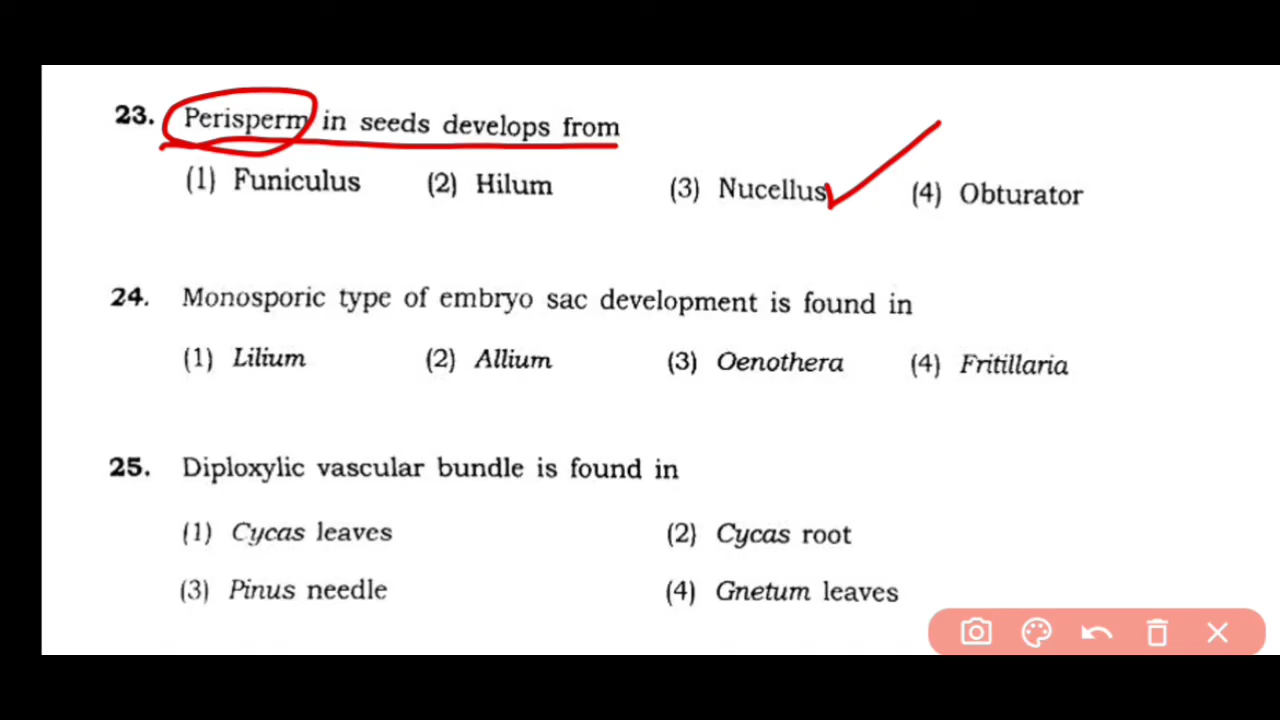 23. Perisperm in seeds develops from
(1) Funiculus (2) Hilum (3) Nucellus (4) Obturator
24. Monosporic type of embryo sac development is found in
(1) Lilium (2) Allium (3) Oenothera (4) Fritillaria
25. Diploxylic vascular bundle is found in
(1) Cycas leaves (2) Cycas root
(3) Pinus needle (4) Gnetum leaves